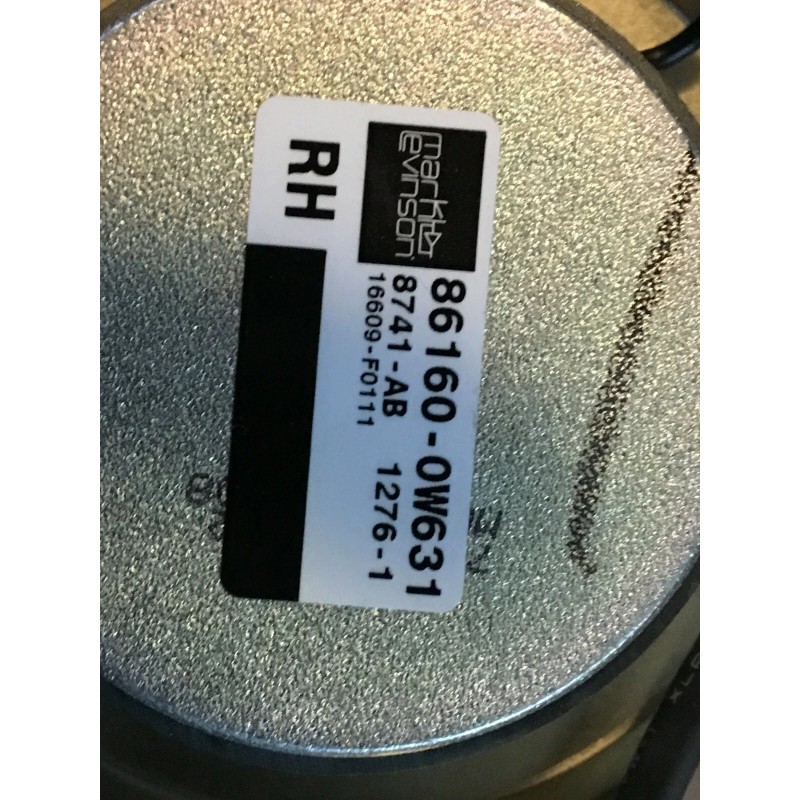 mark
levinson
RH
86160-0W631
8741-AB 1276-1
16609-F0111